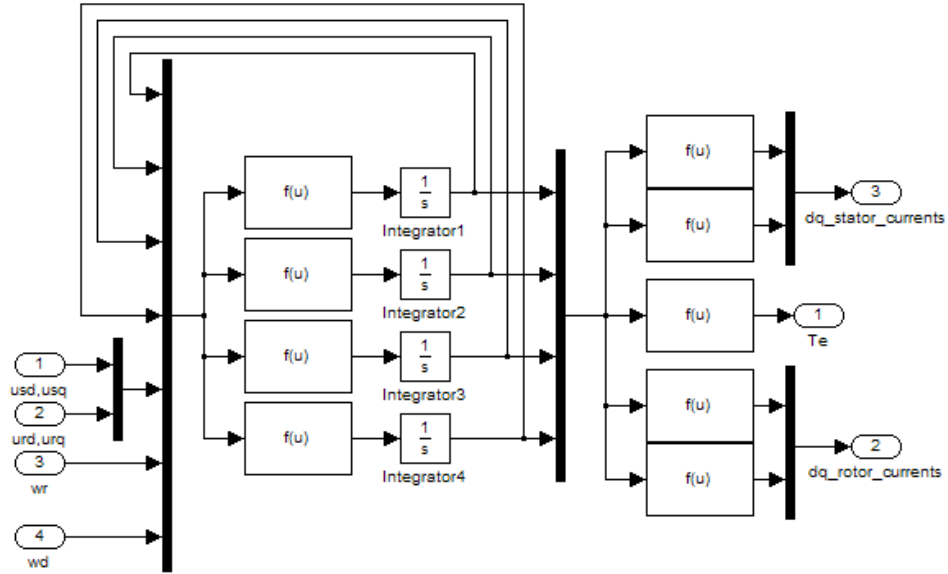 f(u)
1
s
Integrator1
f(u)
1
s
Integrator2
f(u)
1
s
Integrator3
f(u)
1
s
Integrator4
1
usd,usq
2
urd,urq
3
wr
4
wd
f(u)
f(u)
3
dq_stator_currents
f(u)
1
Te
f(u)
f(u)
2
dq_rotor_currents